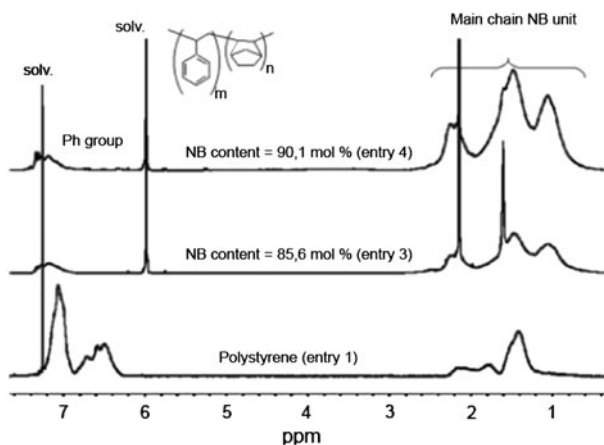 solv.
Main chain NB unit
solv.
m
n
Ph group
NB content = 90,1 mol % (entry 4)
NB content = 85,6 mol % (entry 3)
Polystyrene (entry 1)
7 6 5 4 3 2 1
ppm